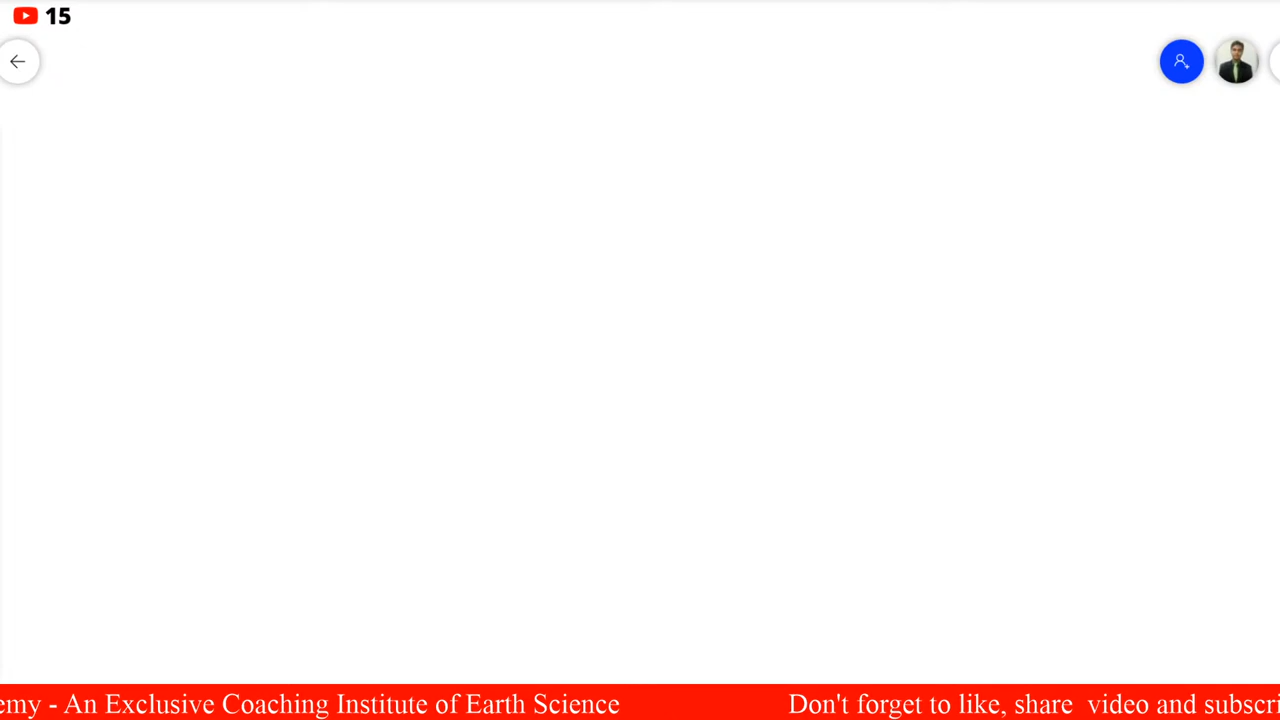 15
emy - An Exclusive Coaching Institute of Earth Science
Don't forget to like, share video and subscri